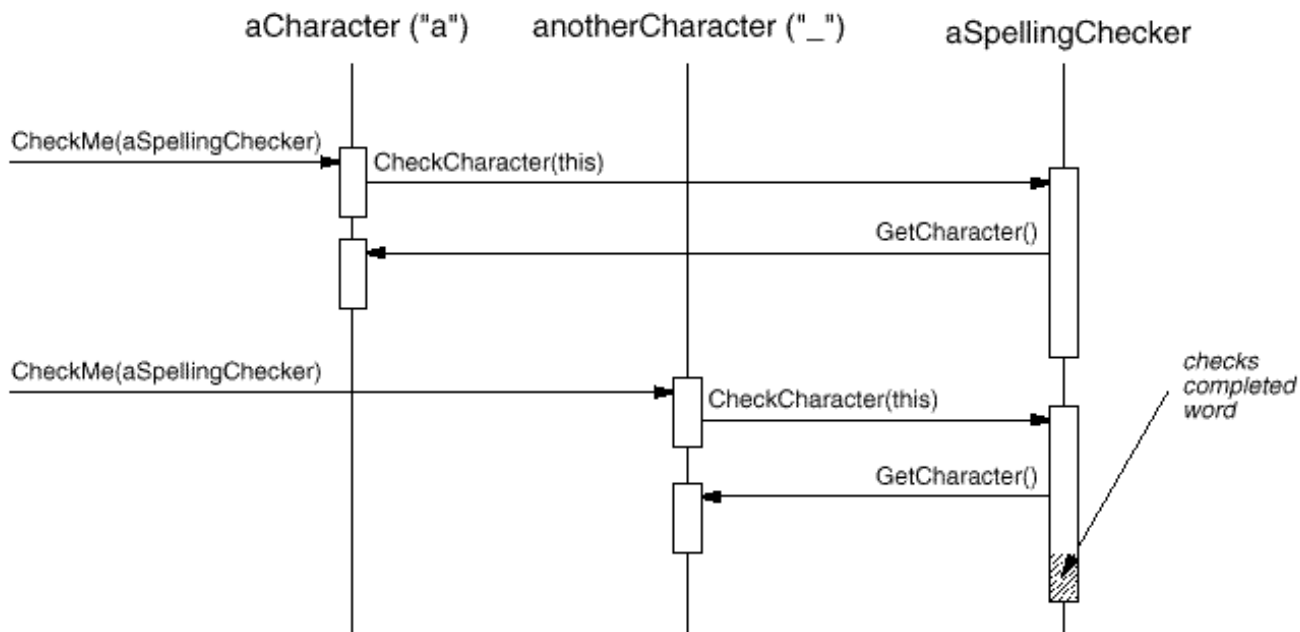 aCharacter ("a")
anotherCharacter ("_")
aSpellingChecker
CheckMe(aSpellingChecker)
CheckCharacter(this)
GetCharacter()
CheckMe(aSpellingChecker)
CheckCharacter(this)
GetCharacter()
checks
completed
word